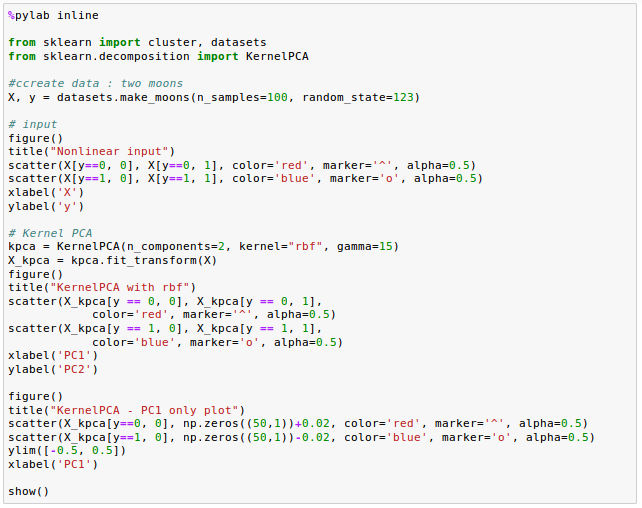 %pylab inline
from sklearn import cluster, datasets
from sklearn.decomposition import KernelPCA
#ccreate data : two moons
X, y = datasets.make_moons(n_samples=100, random_state=123)
# input
figure()
title("Nonlinear input")
scatter(X[y==0, 0], X[y==0, 1], color='red', marker='^', alpha=0.5)
scatter(X[y==1, 0], X[y==1, 1], color='blue', marker='o', alpha=0.5)
xlabel('X')
ylabel('y')
# Kernel PCA
kpca = KernelPCA(n_components=2, kernel="rbf", gamma=15)
X_kpca = kpca.fit_transform(X)
figure()
title("KernelPCA with rbf")
scatter(X_kpca[y == 0, 0], X_kpca[y == 0, 1],
            color='red', marker='^', alpha=0.5)
scatter(X_kpca[y == 1, 0], X_kpca[y == 1, 1],
            color='blue', marker='o', alpha=0.5)
xlabel('PC1')
ylabel('PC2')
figure()
title("KernelPCA - PC1 only plot")
scatter(X_kpca[y==0, 0], np.zeros((50,1))+0.02, color='red', marker='^', alpha=0.5)
scatter(X_kpca[y==1, 0], np.zeros((50,1))-0.02, color='blue', marker='o', alpha=0.5)
ylim([-0.5, 0.5])
xlabel('PC1')
show()